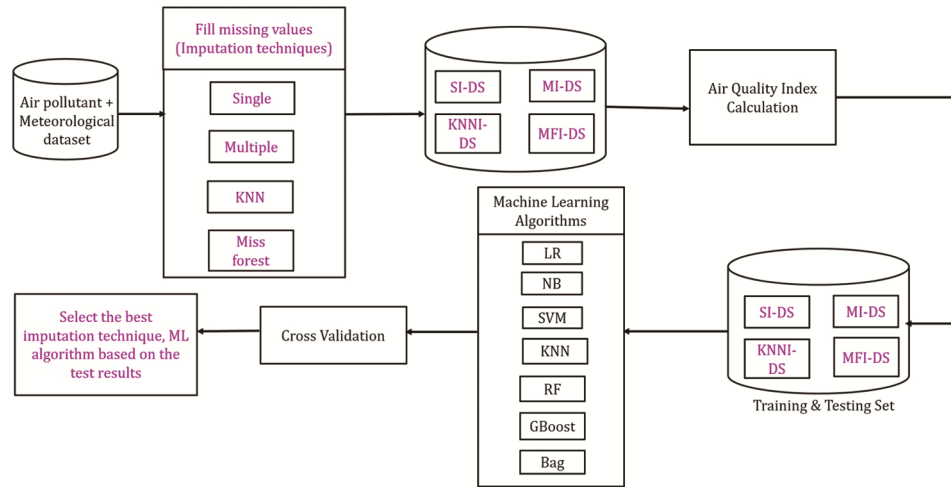 Air pollutant +
Meteorological
dataset
Fill missing values
(Imputation techniques)
Single
Multiple
KNN
Miss
forest
SI-DS
MI-DS
KNNI-
DS
MFI-DS
Air Quality Index
Calculation
SI-DS
MI-DS
KNNI-
DS
MFI-DS
Training & Testing Set
Machine Learning
Algorithms
LR
NB
SVM
KNN
RF
GBoost
Bag
Cross Validation
Select the best
imputation technique, ML
algorithm based on the
test results